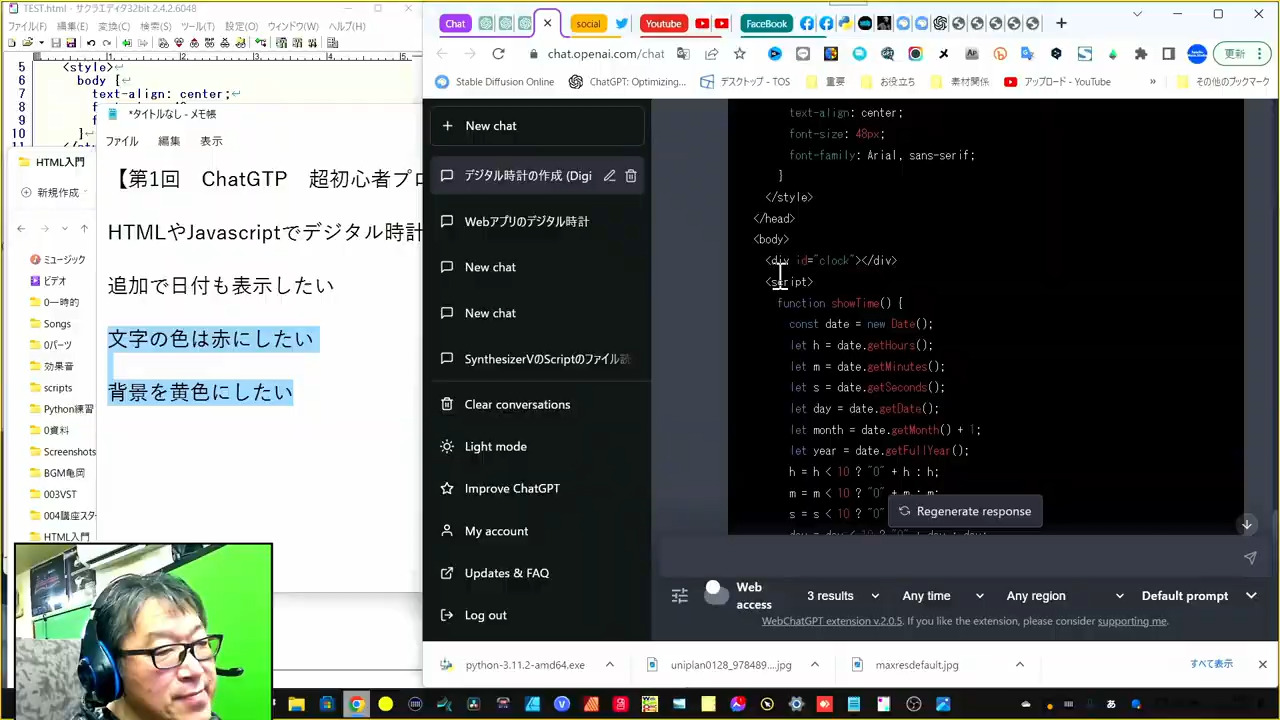 TEST.html - サクラエディタ32bit 2.4.2.6048
ファイル(F) 編集(E) 変換(C) 検索(S) ツール(T) 設定(O) ウィンドウ(W) ヘルプ(H)
5 <style>
6 body {
7 text-align: center;
8
9
10 }
11
*タイトルなし - メモ帳
ファイル 編集 表示
HTML入門
新規作成
【第1回 ChatGTP 超初心者プロ
HTMLやJavascriptでデジタル時計
追加で日付も表示したい
文字の色は赤にしたい
背景を黄色にしたい
ミュージック
ビデオ
0一時的
Songs
0パーツ
効果音
scripts
Python練習
0資料
Screenshots
BGM亀岡
003VST
004講座スタ
HTML入門
Chat
social
Youtube
FaceBook
chat.openai.com/chat
更新
Stable Diffusion Online
ChatGPT: Optimizing...
デスクトップ - TOS
重要
お役立ち
素材関係
アップロード - YouTube
»
その他のブックマーク
New chat
デジタル時計の作成 (Digi
Webアプリのデジタル時計
New chat
New chat
SynthesizerVのScriptのファイル
Clear conversations
Light mode
Improve ChatGPT
My account
Updates & FAQ
Log out
text-align: center;
font-size: 48px;
font-family: Arial, sans-serif;
}
</style>
</head>
<body>
<div id="clock"></div>
<script>
function showTime() {
const date = new Date();
let h = date.getHours();
let m = date.getMinutes();
let s = date.getSeconds();
let day = date.getDate();
let month = date.getMonth() + 1;
let year = date.getFullYear();
h = h < 10 ? "0" + h : h;
m = m < 10 ? "0" + m : m;
s = s < 10 ? "0"
Regenerate response
Web access
3 results
Any time
Any region
Default prompt
WebChatGPT extension v.2.0.5. If you like the extension, please consider supporting me.
python-3.11.2-amd64.exe
uniplan0128_978489....jpg
maxresdefault.jpg
すべて表示